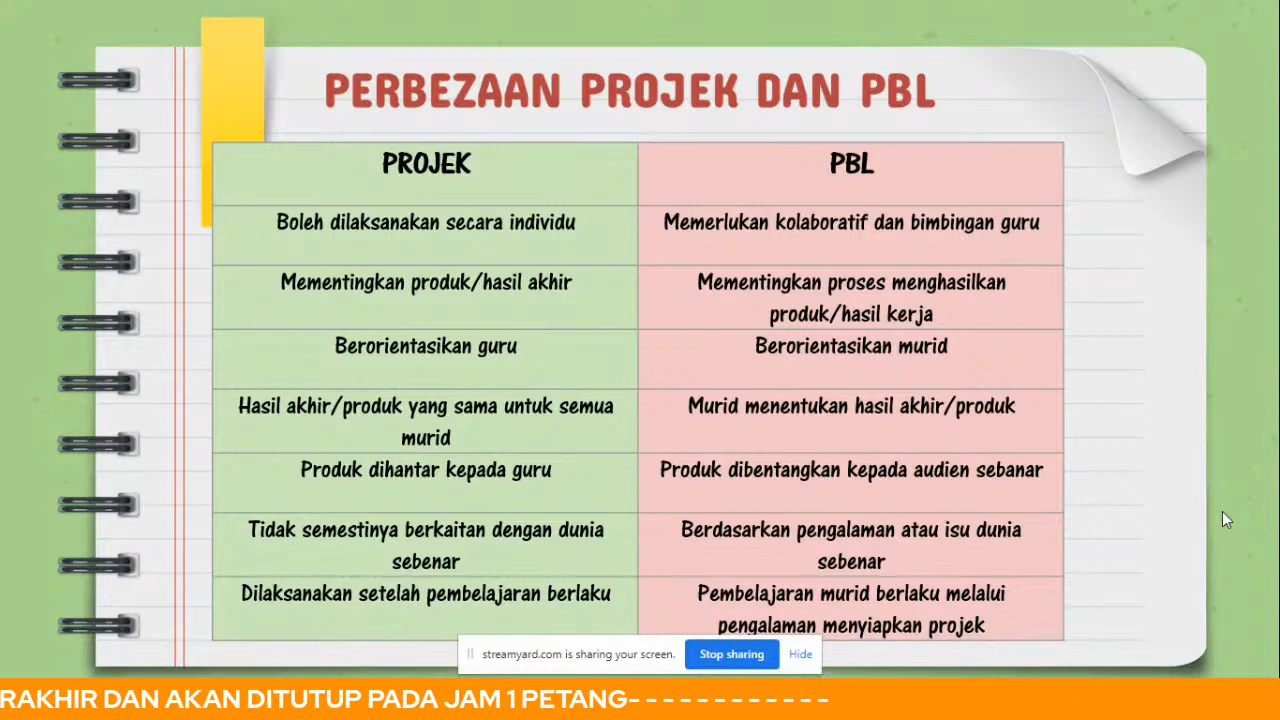 PERBEZAAN PROJEK DAN PBL
PROJEK
PBL
Boleh dilaksanakan secara individu
Memerlukan kolaboratif dan bimbingan guru
Mementingkan produk/hasil akhir
Mementingkan proses menghasilkan
produk/hasil kerja
Berorientasikan guru
Berorientasikan murid
Hasil akhir/produk yang sama untuk semua
murid
Murid menentukan hasil akhir/produk
Produk dihantar kepada guru
Produk dibentangkan kepada audien sebanar
Tidak semestinya berkaitan dengan dunia
sebenar
Berdasarkan pengalaman atau isu dunia
sebenar
Dilaksanakan setelah pembelajaran berlaku
Pembelajaran murid berlaku melalui
pengalaman menyiapkan projek
streamyard.com is sharing your screen.
Stop sharing
Hide
RAKHIR DAN AKAN DITUTUP PADA JAM 1 PETANG- - - - - - - - - - - -